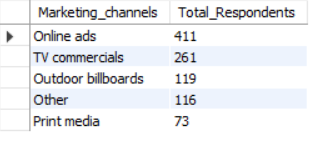 Marketing_channels Total_Respondents
Online ads 411
TV commercials 261
Outdoor billboards 119
Other 116
Print media 73